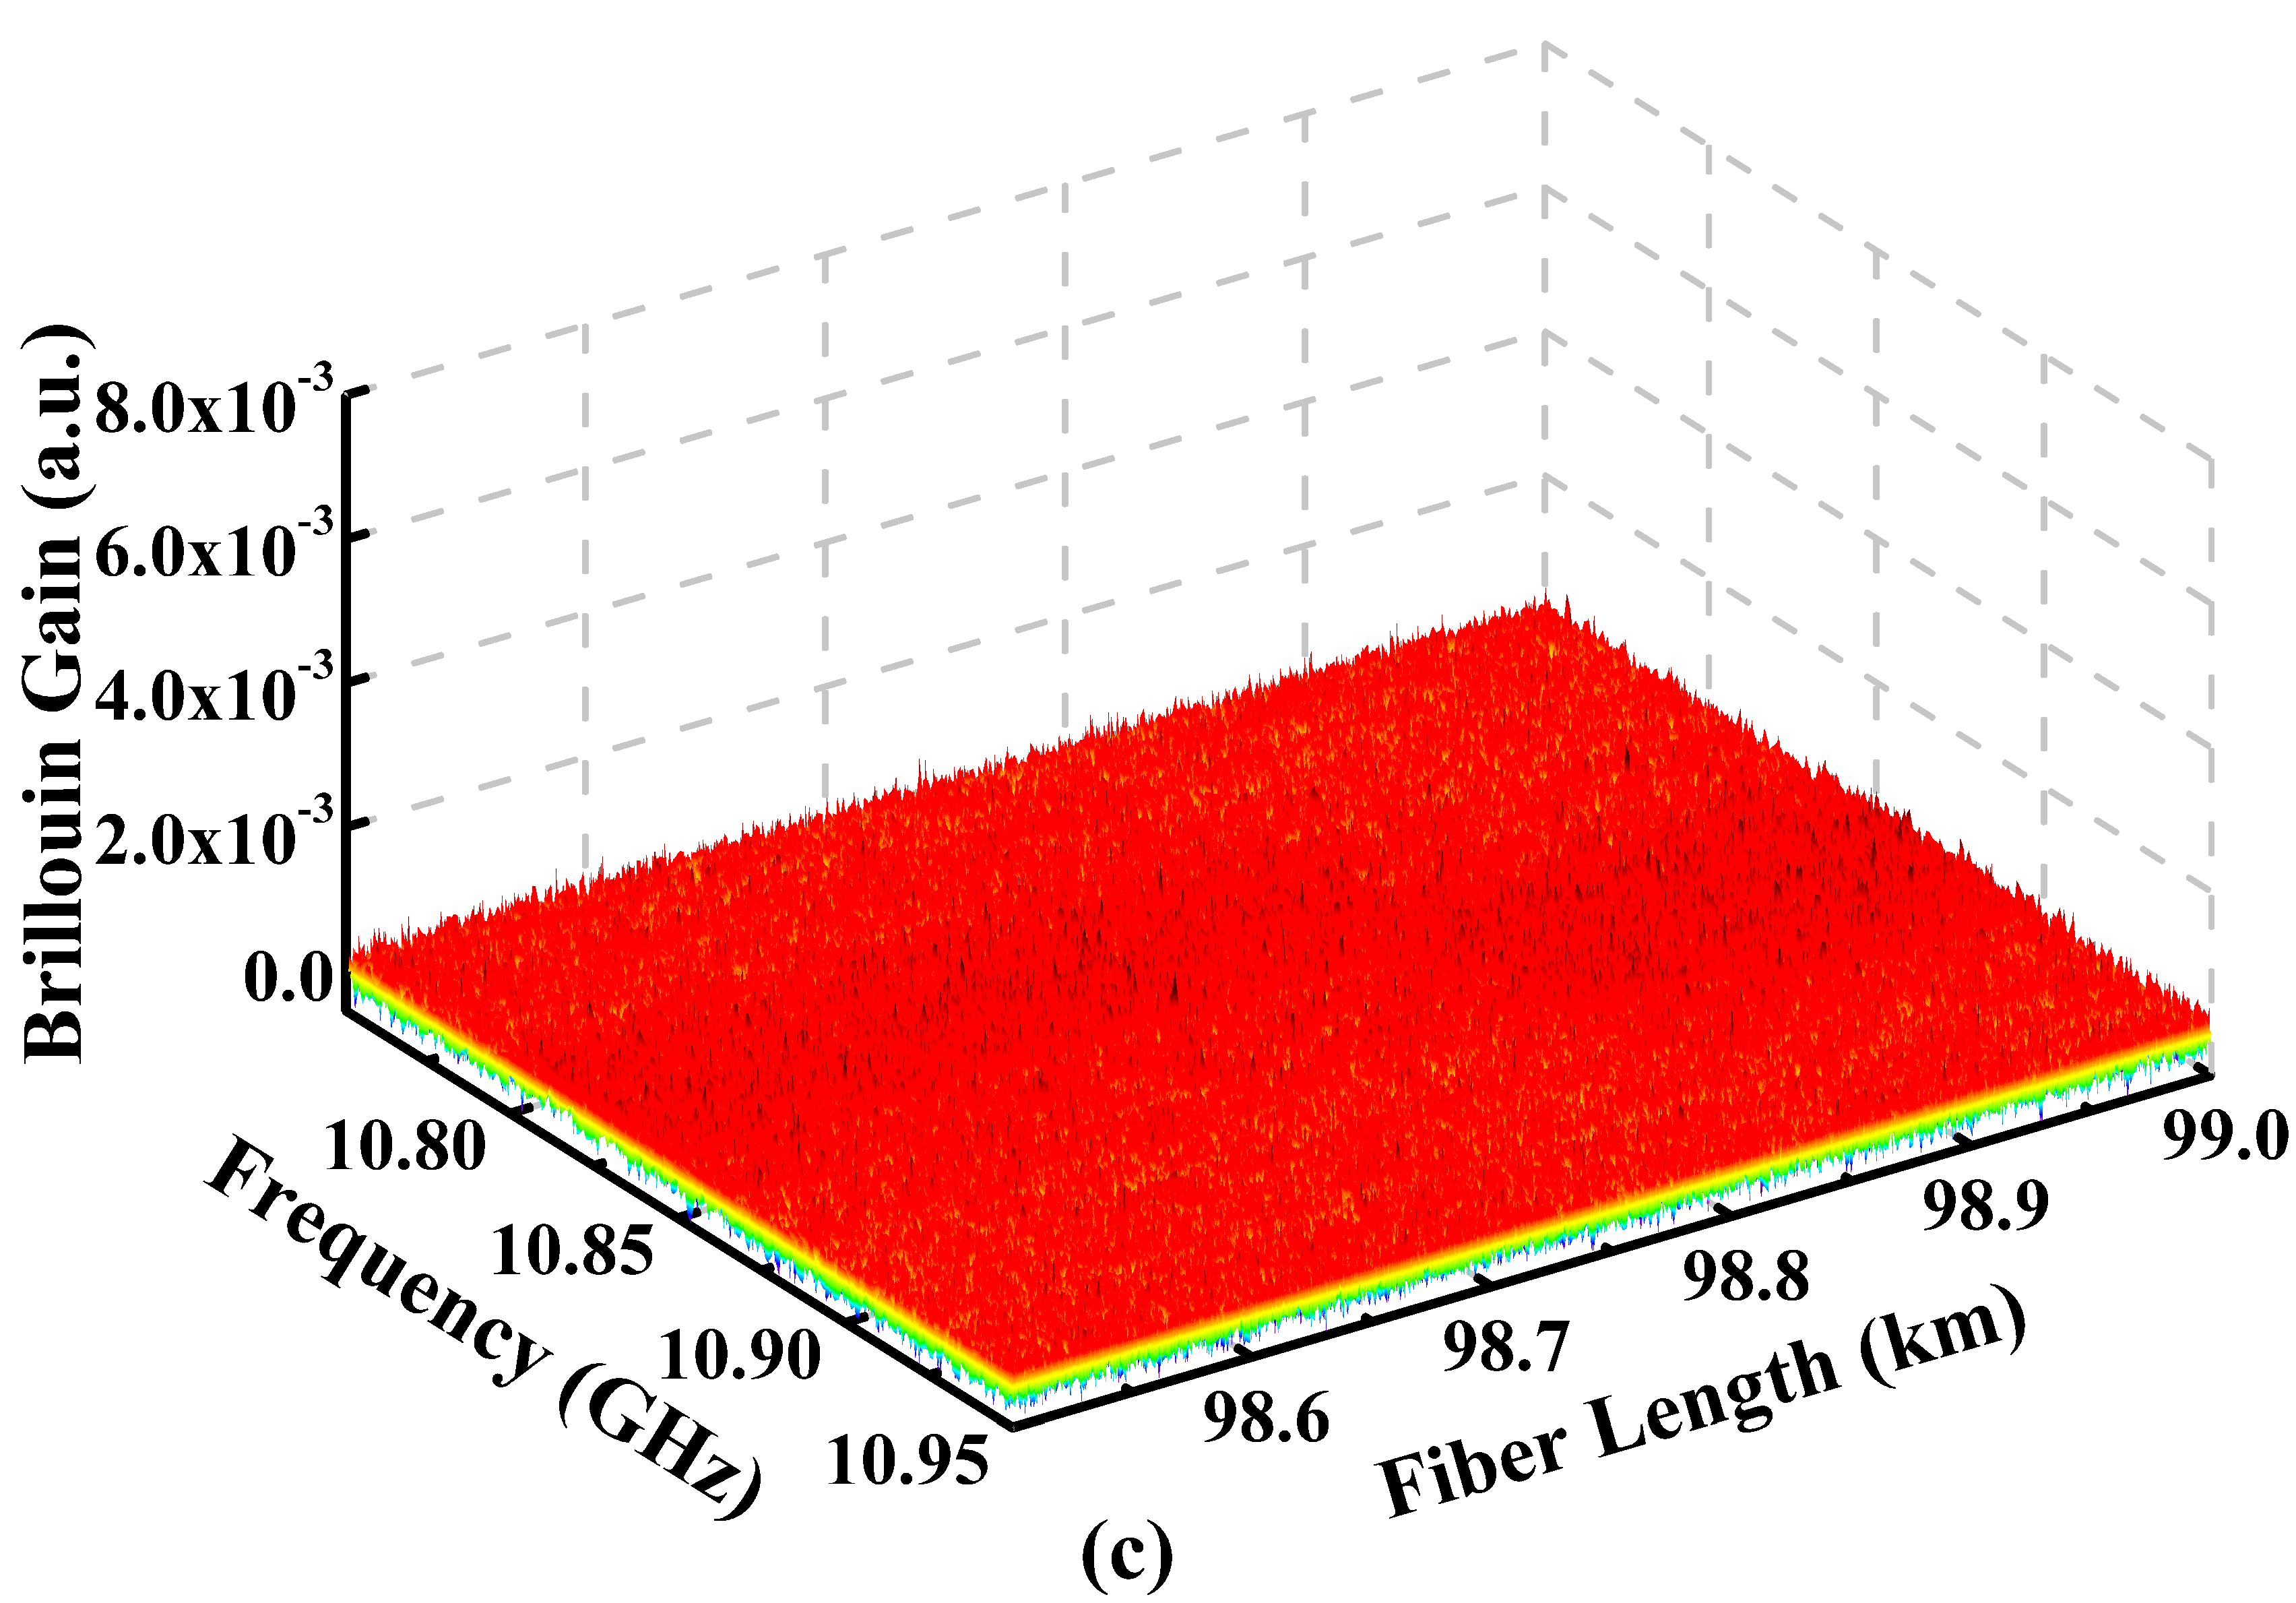 Brillouin Gain (a.u.)
8.0x10-3
6.0x10-3
4.0x10-3
2.0x10-3
0.0
10.80
10.85
10.90
10.95
Frequency (GHz)
98.6
98.7
98.8
98.9
99.0
Fiber Length (km)
(c)